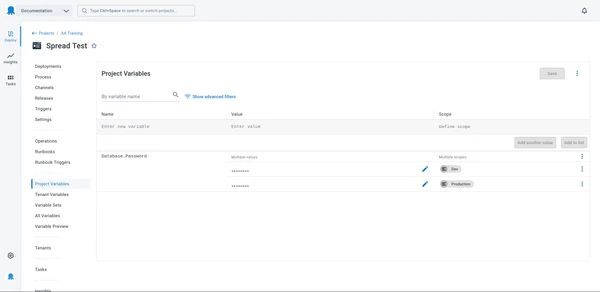 Documentation
Type Ctrl+Space to search or switch projects...
Deploy
Insights
Tasks
Projects / AA Training
Spread Test
Deployments
Process
Channels
Releases
Triggers
Settings
Operations
Runbooks
Runbook Triggers
Project Variables
Tenant Variables
Variable Sets
All Variables
Variable Preview
Tenants
Tasks
Insights
Project Variables
Save
By variable name
Show advanced filters
Name Value Scope
Enter new variable Enter value Define scope
Add another value Add to list
Database.Password Multiple values Multiple scopes
******** Dev
******** Production